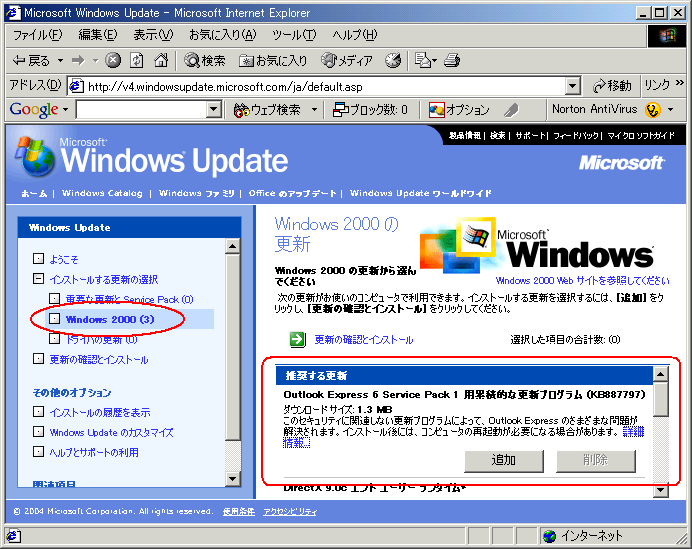 Microsoft Windows Update - Microsoft Internet Explorer
ファイル(F) 編集(E) 表示(V) お気に入り(A) ツール(T) ヘルプ(H)
戻る 検索 お気に入り メディア
アドレス(D) http://v4.windowsupdate.microsoft.com/ja/default.asp 移動 リンク »
Google ウェブ検索 ブロック数: 0 オプション Norton AntiVirus
製品情報 | 検索 | サポート | フィードバック | マイクロソフトガイド
Microsoft
Windows Update
Microsoft
ホーム | Windows Catalog | Windows ファミリ | Office のアップデート | Windows Update ワールドワイド
Windows Update
ようこそ
インストールする更新の選択
重要な更新と Service Pack (0)
Windows 2000 (3)
ドライバの更新 (0)
更新の確認とインストール
その他のオプション
インストールの履歴を表示
Windows Update のカスタマイズ
ヘルプとサポートの利用
関連項目
Windows 2000 の
更新
Microsoft
Windows
Windows 2000 の更新から選ん
でください
Windows 2000 Web サイトを参照してください
次の更新がお使いのコンピュータで利用できます。インストールする更新を選択するには、[追加] をク
リックし、[更新の確認とインストール] をクリックしてください。
更新の確認とインストール 選択した項目の合計数: (0)
推奨する更新
Outlook Express 6 Service Pack 1 用累積的な更新プログラム (KB887797)
ダウンロード サイズ: 1.3 MB
このセキュリティに関連しない更新プログラムによって、Outlook Express のさまざまな問題が
解決されます。インストール後には、コンピュータの再起動が必要になる場合があります。 詳細
情報...
追加 削除
DirectX 9.0c エンド ユーザー ランタイム
© 2004 Microsoft Corporation. All rights reserved. 使用条件 アクセシビリティ
インターネット